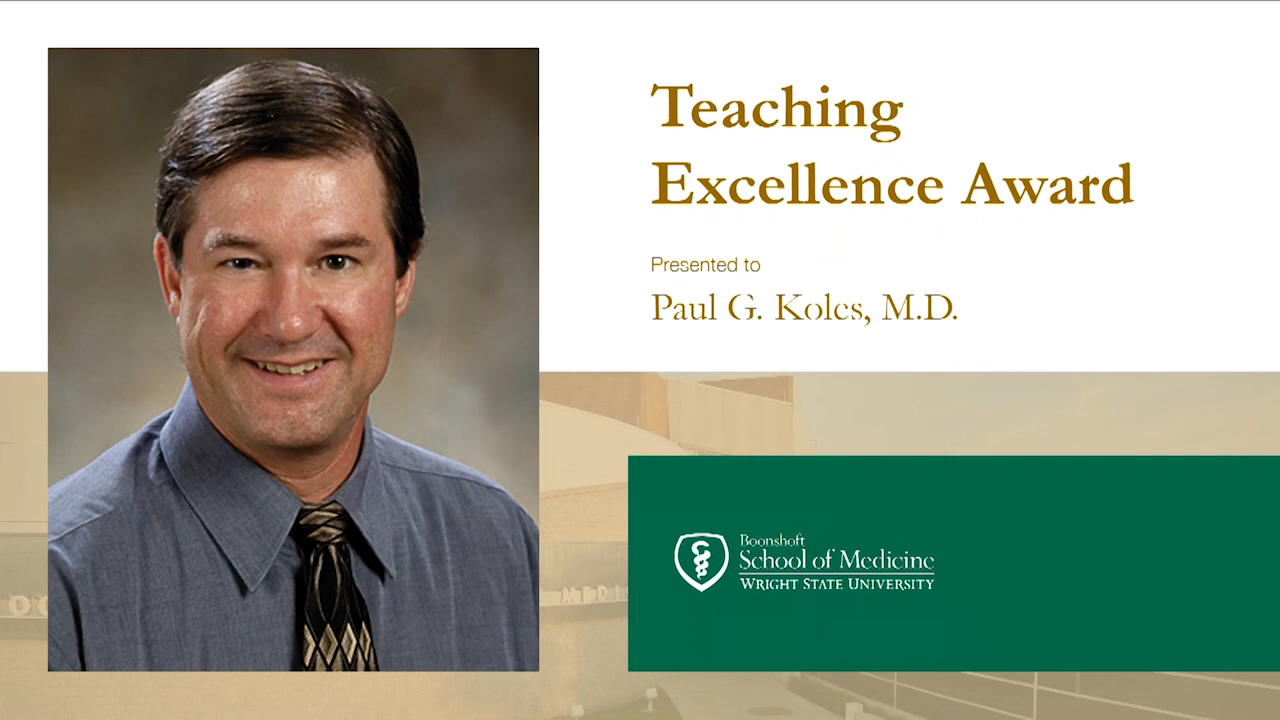 Teaching
Excellence Award
Presented to
Paul G. Koles, M.D.
Boonshoft
School of Medicine
WRIGHT STATE UNIVERSITY